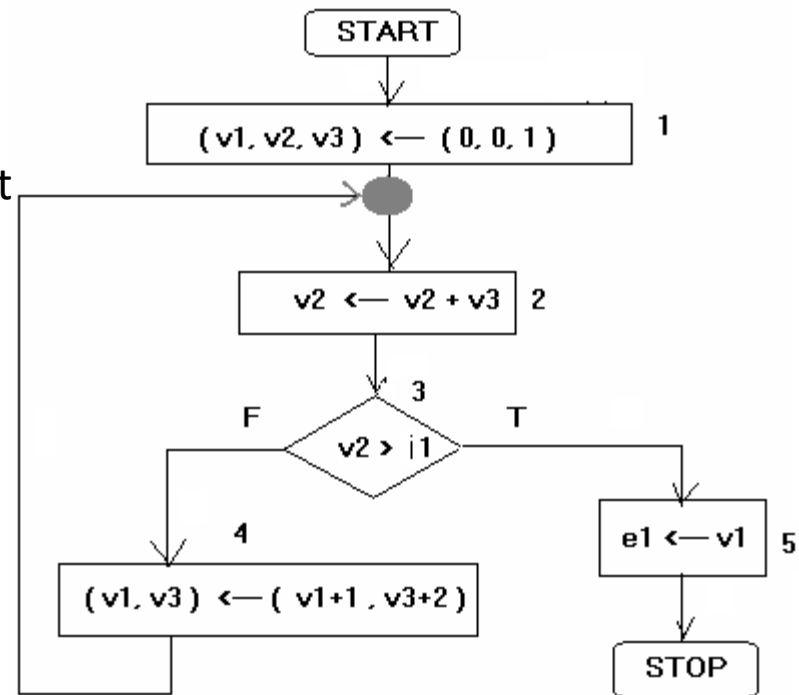 START
( v1, v2, v3 ) <— ( 0, 0, 1 ) 1
t
v2 <— v2 + v3 2
3
F T
v2 > i1
4
e1 <— v1 5
( v1, v3 ) <— ( v1+1 , v3+2 )
STOP